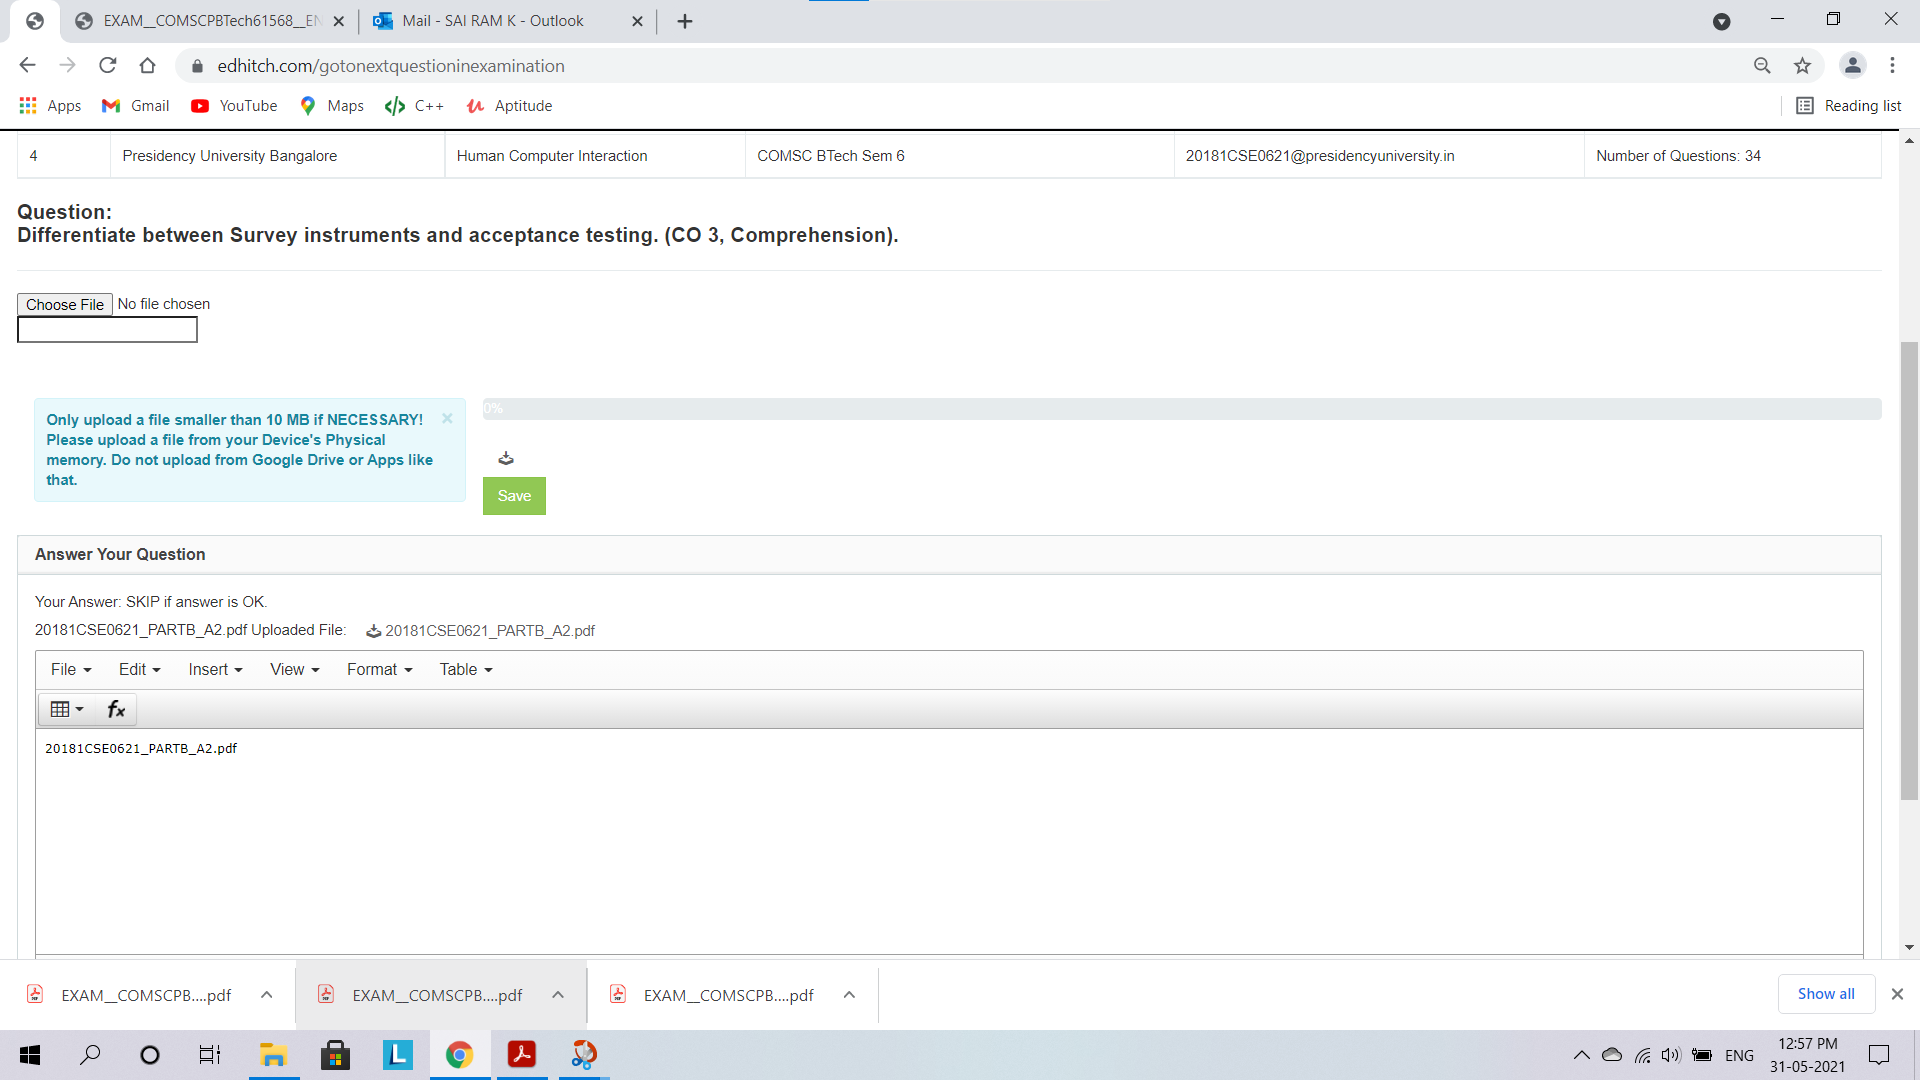 EXAM__COMSCPBTech61568__EN
Mail - SAI RAM K - Outlook
edhitch.com/gotonextquestioninexamination
Apps
Gmail
YouTube
Maps
C++
Aptitude
Reading list
4
Presidency University Bangalore
Human Computer Interaction
COMSC BTech Sem 6
20181CSE0621@presidencyuniversity.in
Number of Questions: 34
Question:
Differentiate between Survey instruments and acceptance testing. (CO 3, Comprehension).
Choose File No file chosen
Only upload a file smaller than 10 MB if NECESSARY!
Please upload a file from your Device's Physical
memory. Do not upload from Google Drive or Apps like
that.
0%
Save
Answer Your Question
Your Answer: SKIP if answer is OK.
20181CSE0621_PARTB_A2.pdf Uploaded File: 20181CSE0621_PARTB_A2.pdf
File Edit Insert View Format Table
fx
20181CSE0621_PARTB_A2.pdf
EXAM__COMSCPB....pdf
EXAM__COMSCPB....pdf
EXAM__COMSCPB....pdf
Show all
L
ENG
12:57 PM
31-05-2021